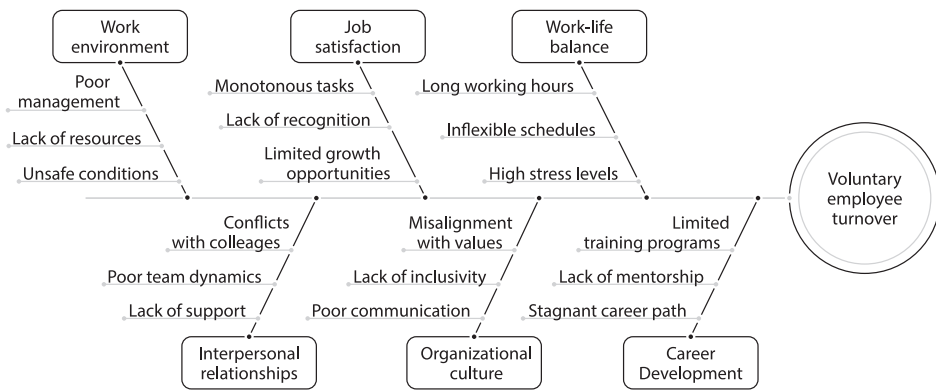 Work
environment
Job
satisfaction
Work-life
balance
Poor
management
Lack of resources
Unsafe conditions
Monotonous tasks
Lack of recognition
Limited growth
opportunities
Long working hours
Inflexible schedules
High stress levels
Voluntary
employee
turnover
Conflicts
with colleages
Poor team dynamics
Lack of support
Misalignment
with values
Lack of inclusivity
Poor communication
Limited
training programs
Lack of mentorship
Stagnant career path
Interpersonal
relationships
Organizational
culture
Career
Development